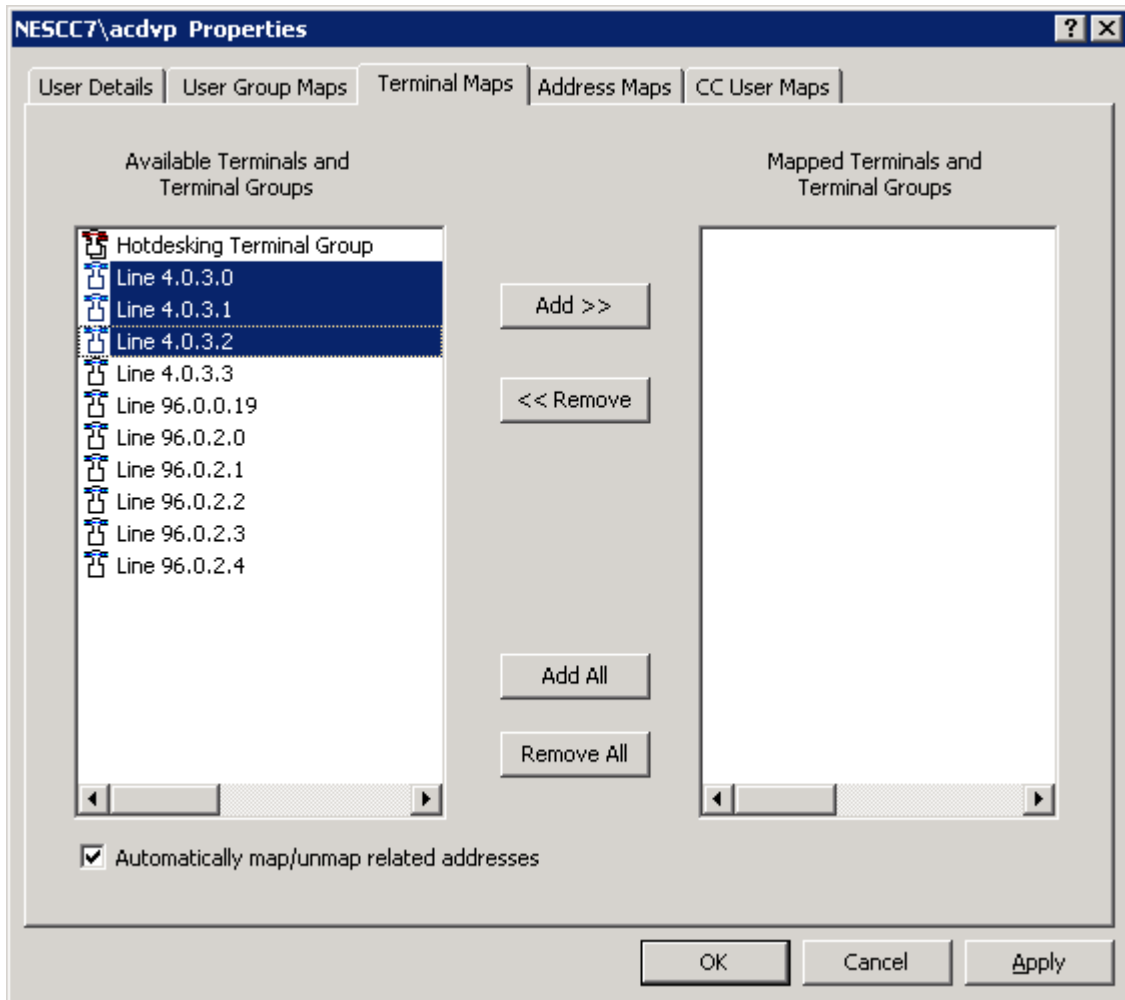 NESCC7\acdvp Properties
User Details
User Group Maps
Terminal Maps
Address Maps
CC User Maps
Available Terminals and
Terminal Groups
Mapped Terminals and
Terminal Groups
Hotdesking Terminal Group
Line 4.0.3.0
Line 4.0.3.1
Line 4.0.3.2
Line 4.0.3.3
Line 96.0.0.19
Line 96.0.2.0
Line 96.0.2.1
Line 96.0.2.2
Line 96.0.2.3
Line 96.0.2.4
Add >>
<< Remove
Add All
Remove All
Automatically map/unmap related addresses
OK
Cancel
Apply